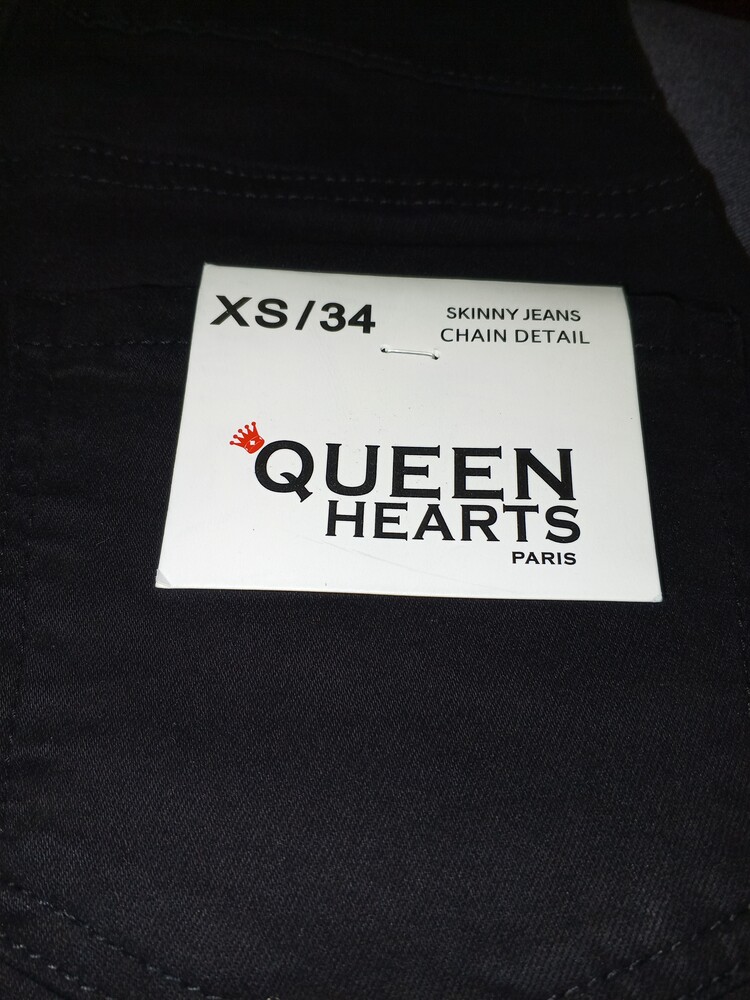 XS/34
SKINNY JEANS
CHAIN DETAIL
QUEEN
HEARTS
PARIS